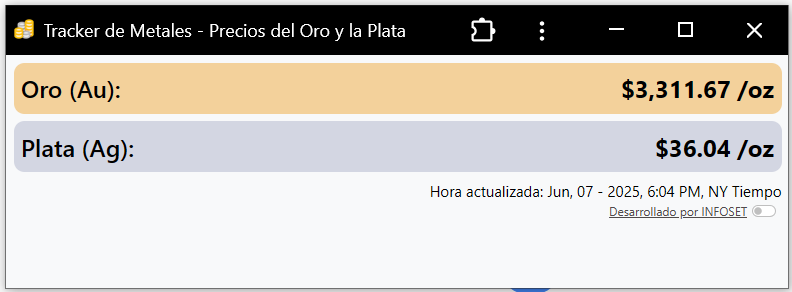 Tracker de Metales - Precios del Oro y la Plata
Oro (Au): $3,311.67 /oz
Plata (Ag): $36.04 /oz
Hora actualizada: Jun, 07 - 2025, 6:04 PM, NY Tiempo
Desarrollado por INFOSET